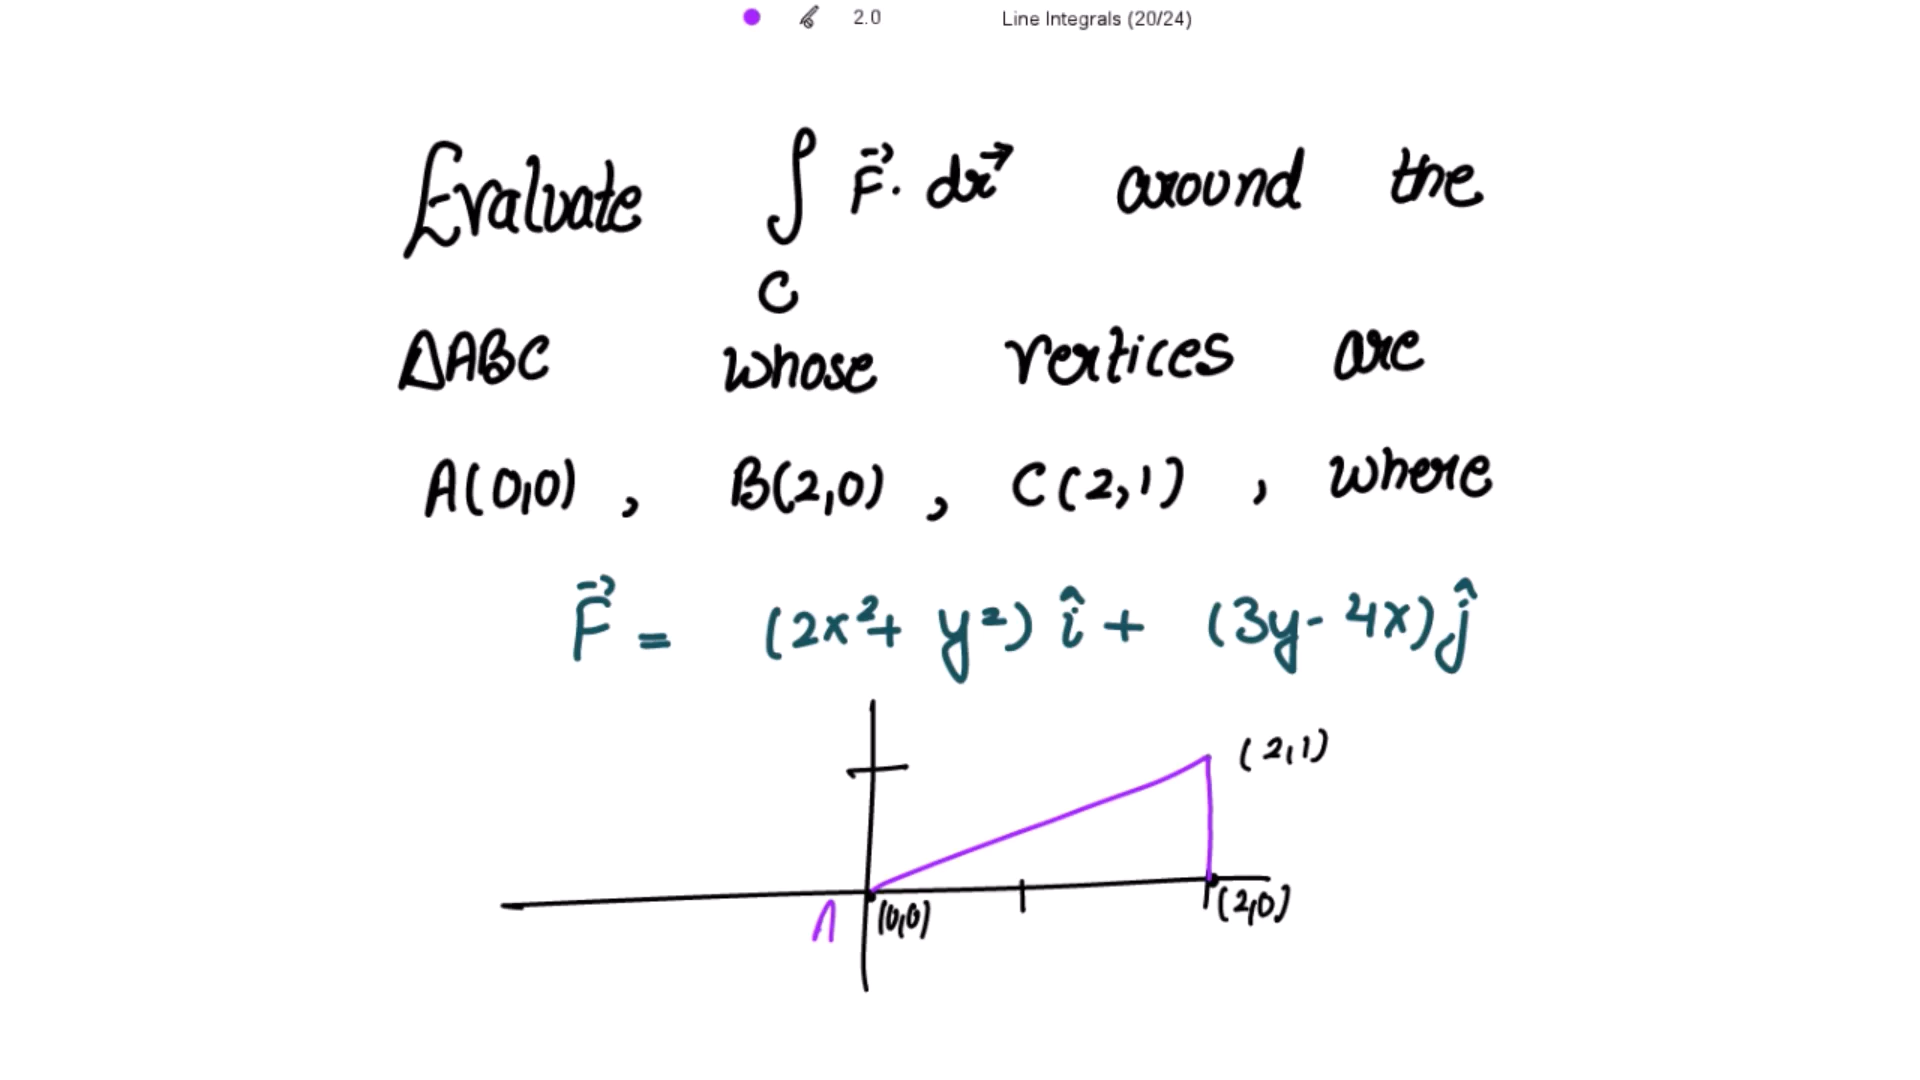 2.0 Line Integrals (20/24)
Evaluate ∫ F⃗. dr⃗ around the
C
ΔABC whose vertices are
A(0,0) , B(2,0) , C(2,1) , where
F⃗ = (2x²+ y²) î + (3y- 4x) ĵ
(2,1)
(0,0) (2,0)